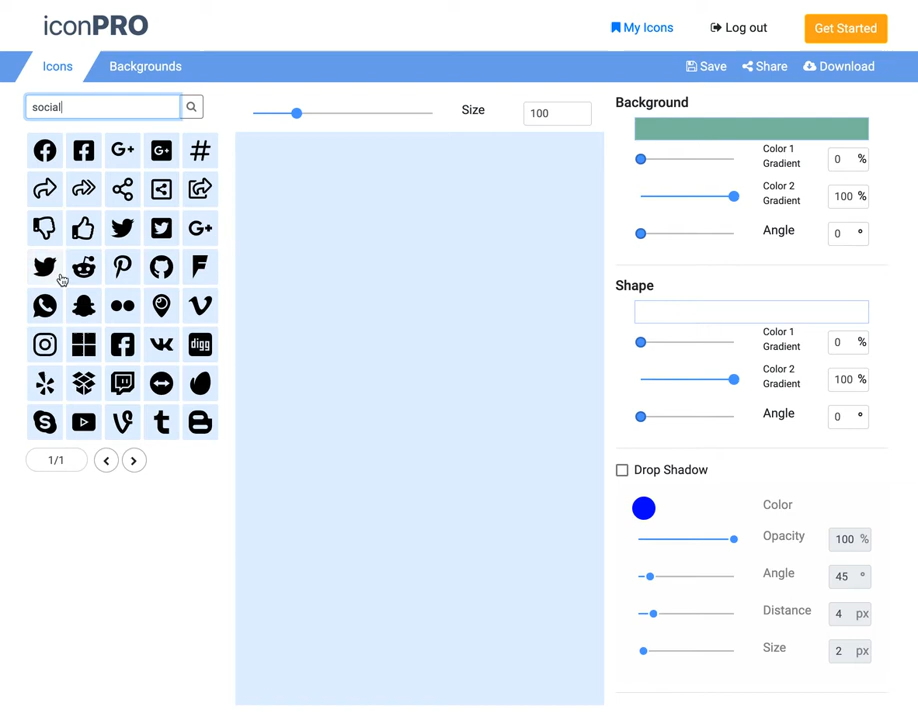 iconPRO
My Icons
Log out
Get Started
Icons
Backgrounds
Save
Share
Download
social
Size
100
G+
G+
#
G+
digg
1/1
Background
Color 1
Gradient
0 %
Color 2
Gradient
100 %
Angle
0 °
Shape
Color 1
Gradient
0 %
Color 2
Gradient
100 %
Angle
0 °
Drop Shadow
Color
Opacity
100 %
Angle
45 °
Distance
4 px
Size
2 px